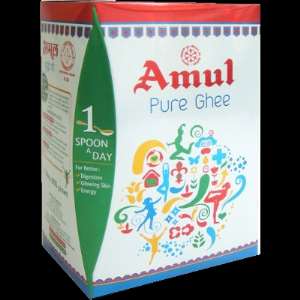 Amul
Pure Ghee
1
SPOON
A
DAY
For Better:
✓ Digestion
✓ Glowing Skin
✓ Energy